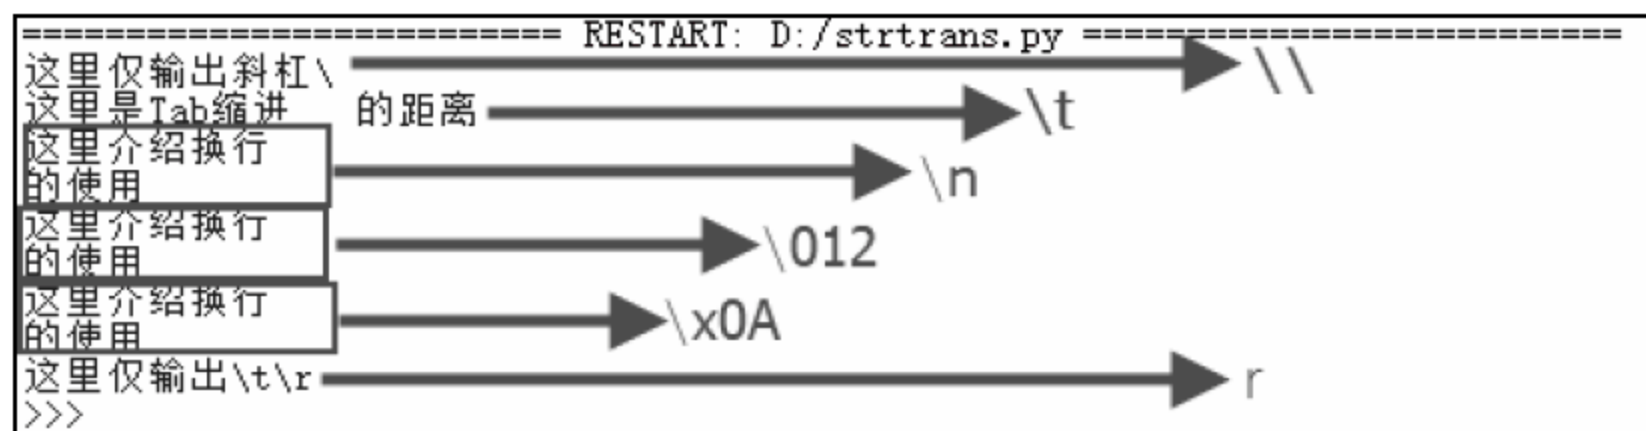 ========================== RESTART: D:/strtrans.py ==========================
这里仅输出斜杠\ \\
这里是Tab缩进 的距离 \t
这里介绍换行
的使用 \n
这里介绍换行
的使用 \012
这里介绍换行
的使用 \x0A
这里仅输出\t\r r
>>>